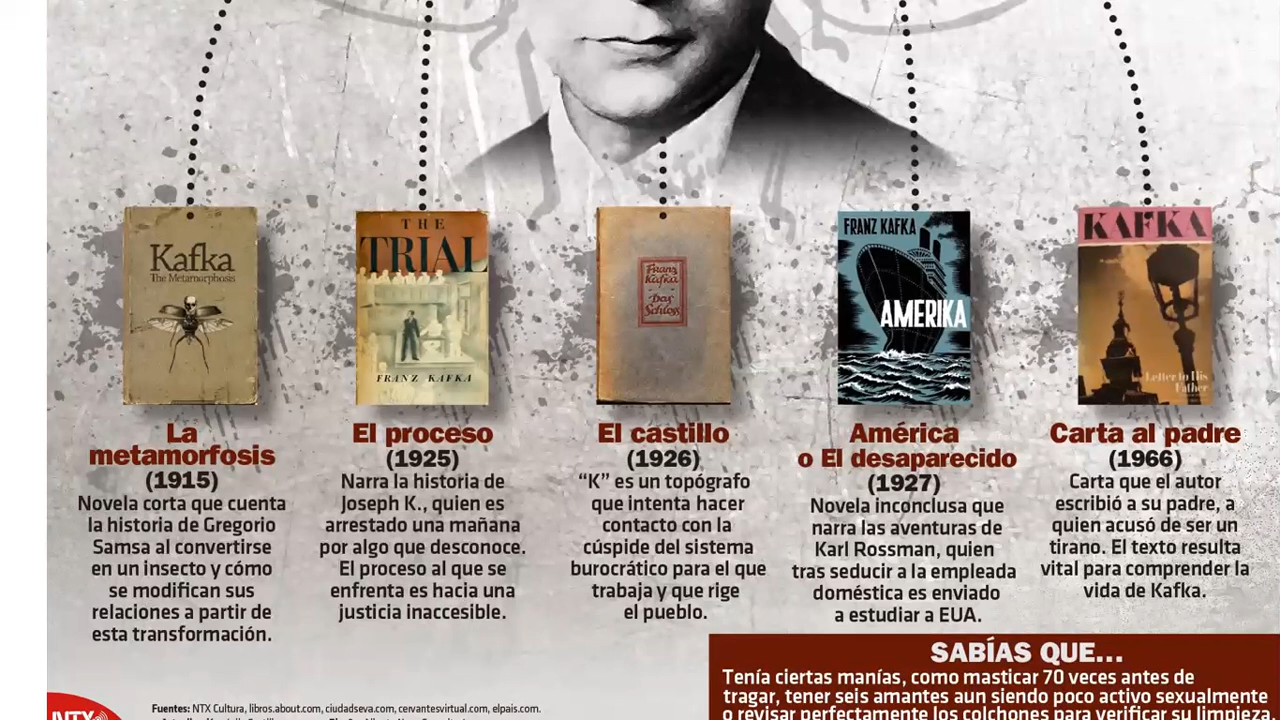 Kafka
The Metamorphosis
THE
TRIAL
FRANZ KAFKA
Franz
Kafka
Das
Schloss
FRANZ KAFKA
AMERIKA
KAFKA
Letter to His
Father
La
metamorfosis
(1915)
Novela corta que cuenta
la historia de Gregorio
Samsa al convertirse
en un insecto y cómo
se modifican sus
relaciones a partir de
esta transformación.
El proceso
(1925)
Narra la historia de
Joseph K., quien es
arrestado una mañana
por algo que desconoce.
El proceso al que se
enfrenta es hacia una
justicia inaccesible.
El castillo
(1926)
“K” es un topógrafo
que intenta hacer
contacto con la
cúspide del sistema
burocrático para el que
trabaja y que rige
el pueblo.
América
o El desaparecido
(1927)
Novela inconclusa que
narra las aventuras de
Karl Rossman, quien
tras seducir a la empleada
doméstica es enviado
a estudiar a EUA.
Carta al padre
(1966)
Carta que el autor
escribió a su padre, a
quien acusó de ser un
tirano. El texto resulta
vital para comprender la
vida de Kafka.
SABÍAS QUE...
Tenía ciertas manías, como masticar 70 veces antes de
tragar, tener seis amantes aun siendo poco activo sexualmente
o revisar perfectamente los colchones para verificar su limpieza
NTX
Fuentes: NTX Cultura, libros.about.com, ciudadseva.com, cervantesvirtual.com, elpais.com.